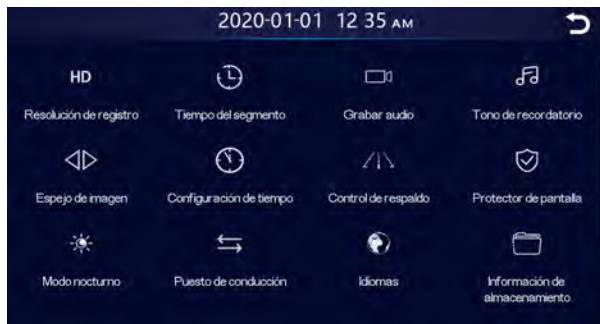 2020-01-01 12 35 AM
HD
Resolución de registro
Tiempo del segmento
Grabar audio
Tono de recordatorio
Espejo de imagen
Configuración de tiempo
Control de respaldo
Protector de pantalla
Modo nocturno
Puesto de conducción
Idiomas
Información de
almacenamiento